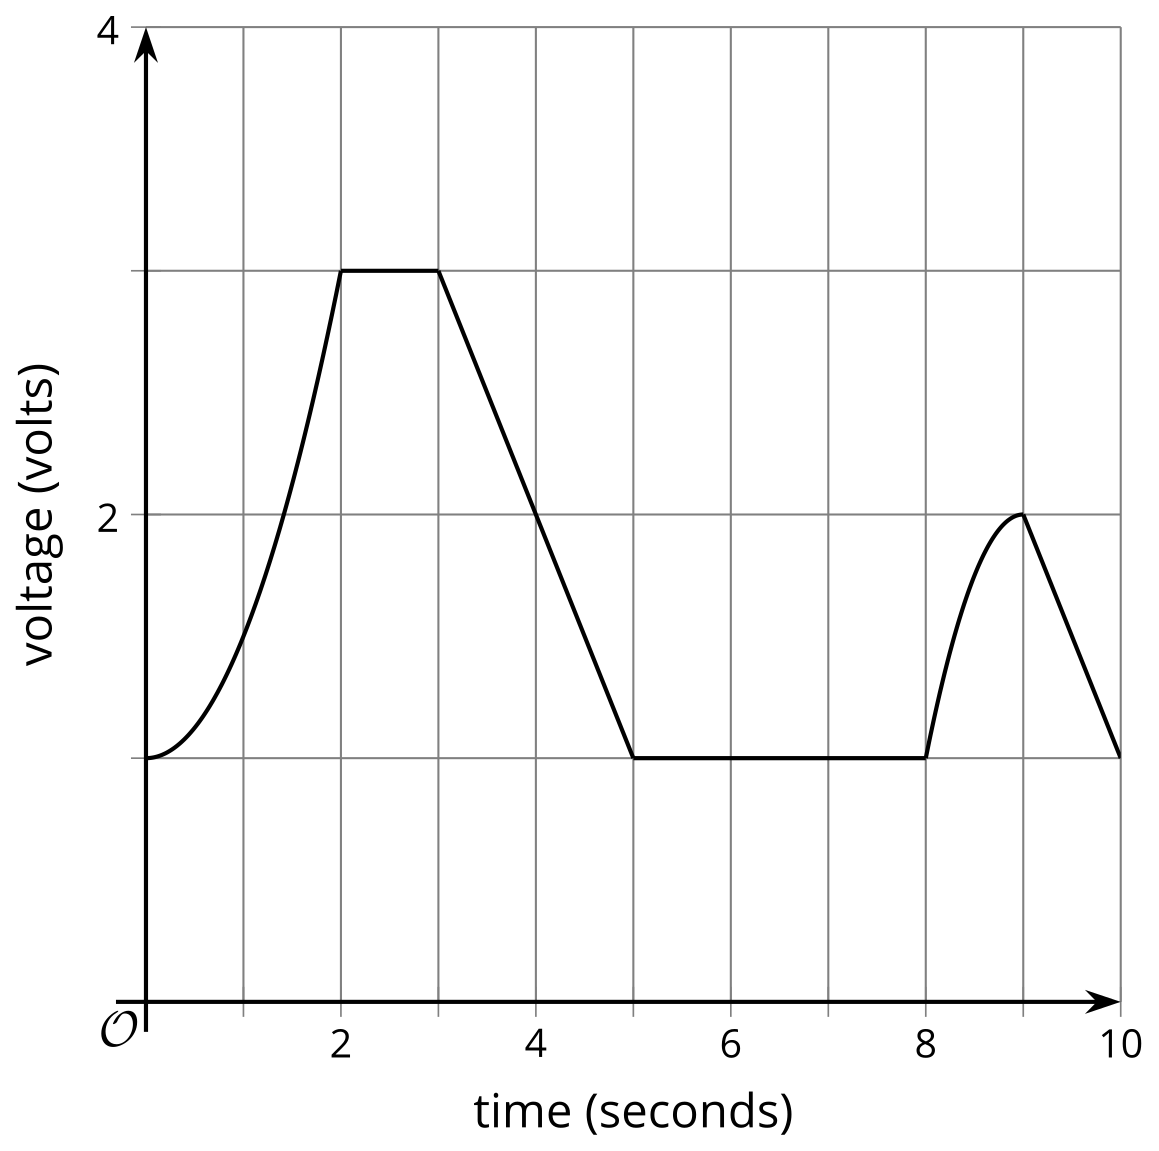 4
voltage (volts)
2
𝒪
2 4 6 8 10
time (seconds)